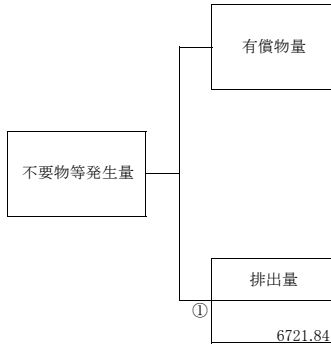 有償物量
不要物等発生量
排出量
①
6721.84